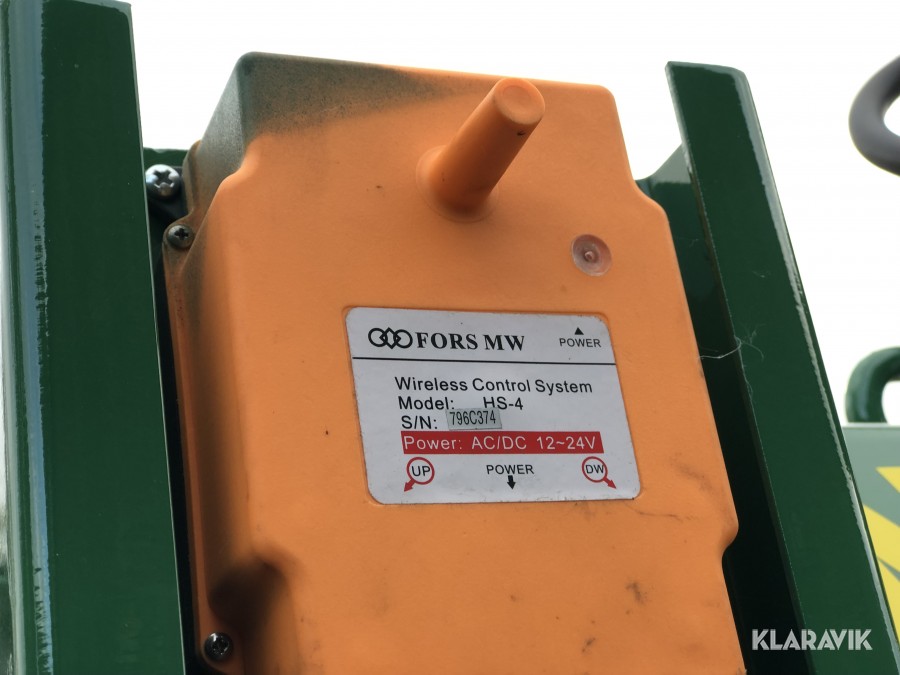 FORS MW
POWER
Wireless Control System
Model: HS-4
S/N: 796C374
Power: AC/DC 12~24V
UP POWER DW
KLARAVIK